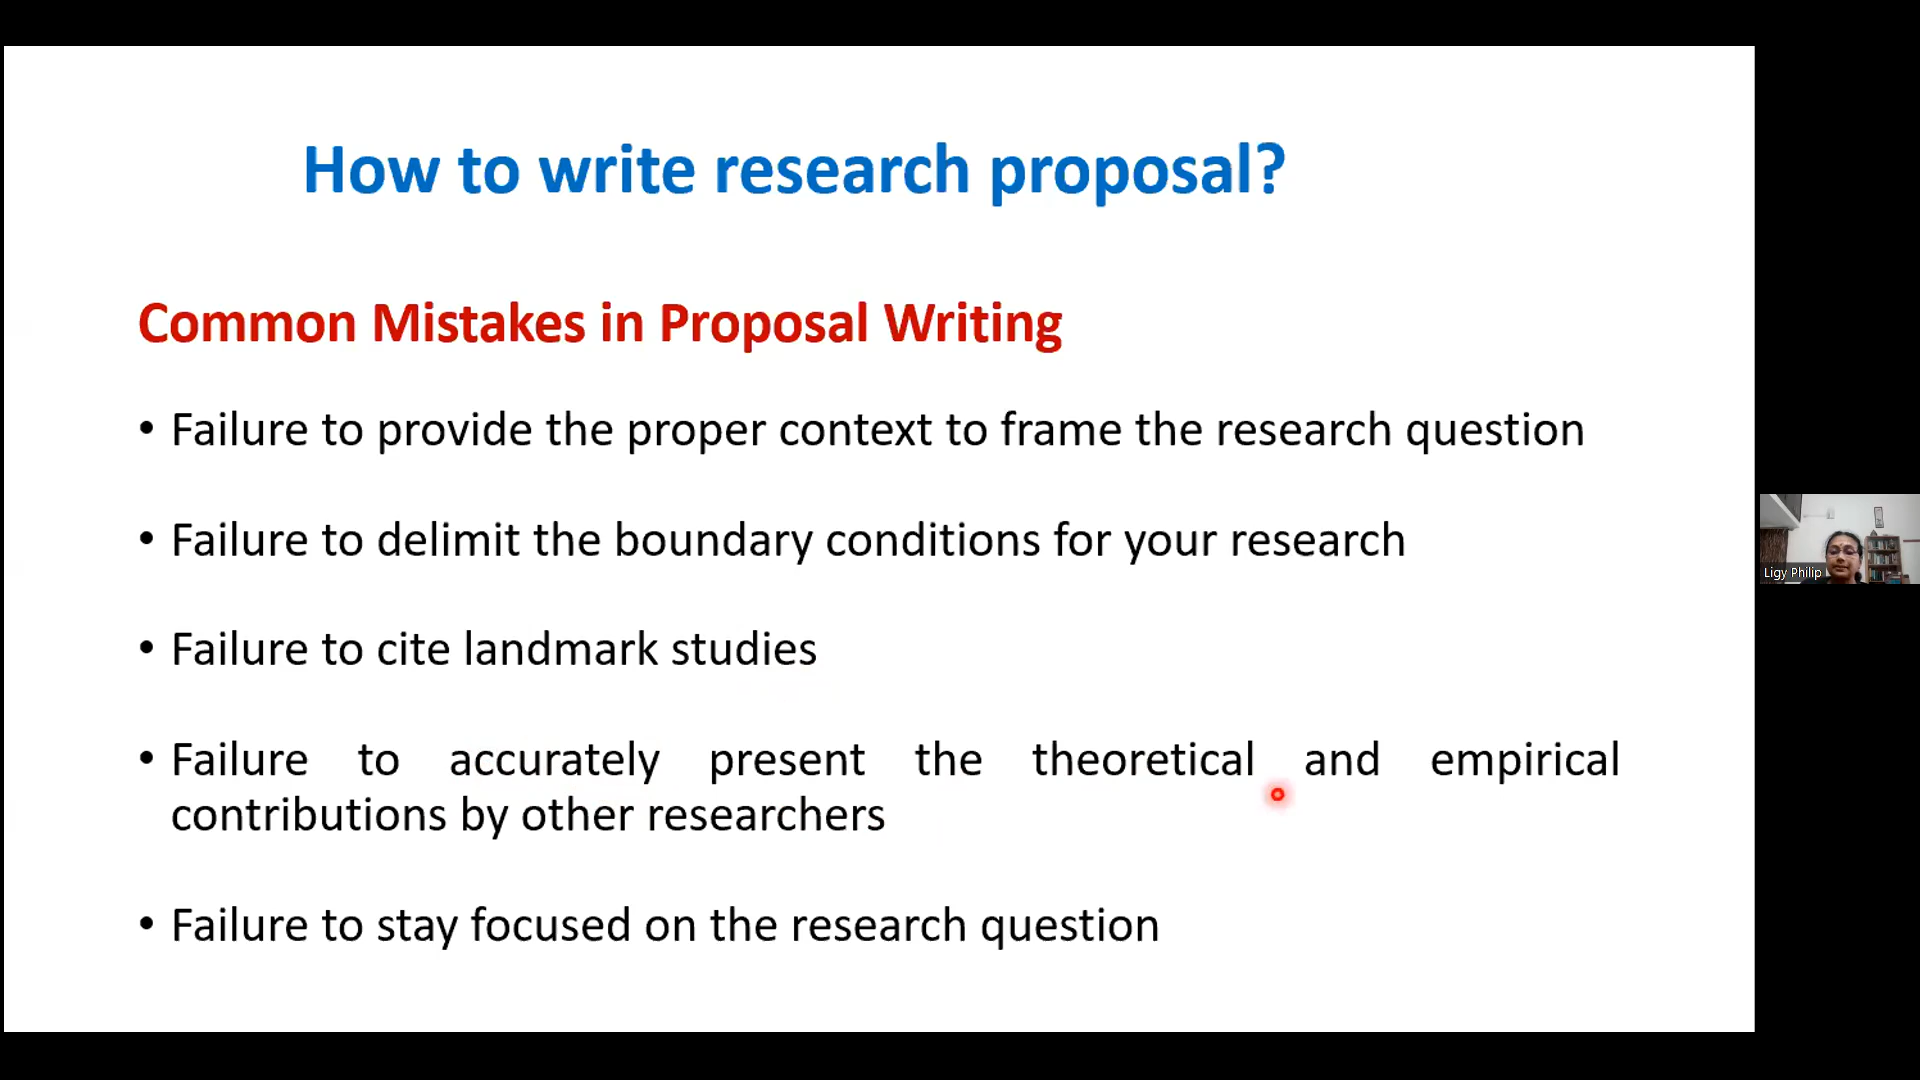 How to write research proposal?
Common Mistakes in Proposal Writing
• Failure to provide the proper context to frame the research question
• Failure to delimit the boundary conditions for your research
• Failure to cite landmark studies
• Failure to accurately present the theoretical and empirical
contributions by other researchers
• Failure to stay focused on the research question
Ligy Philip